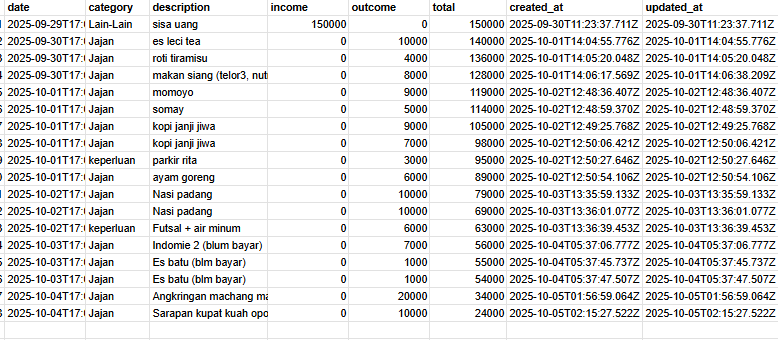 date category description income outcome total created_at updated_at
2025-09-29T17: Lain-Lain sisa uang 150000 0 150000 2025-09-30T11:23:37.711Z 2025-09-30T11:23:37.711Z
2 2025-09-30T17: Jajan es leci tea 0 10000 140000 2025-10-01T14:04:55.776Z 2025-10-01T14:04:55.776Z
3 2025-09-30T17: Jajan roti tiramisu 0 4000 136000 2025-10-01T14:05:20.048Z 2025-10-01T14:05:20.048Z
4 2025-09-30T17: Jajan makan siang (telor3, nut 0 8000 128000 2025-10-01T14:06:17.569Z 2025-10-01T14:06:38.209Z
5 2025-10-01T17: Jajan momoyo 0 9000 119000 2025-10-02T12:48:36.407Z 2025-10-02T12:48:36.407Z
6 2025-10-01T17: Jajan somay 0 5000 114000 2025-10-02T12:48:59.370Z 2025-10-02T12:48:59.370Z
7 2025-10-01T17: Jajan kopi janji jiwa 0 9000 105000 2025-10-02T12:49:25.768Z 2025-10-02T12:49:25.768Z
8 2025-10-01T17: Jajan kopi janji jiwa 0 7000 98000 2025-10-02T12:50:06.421Z 2025-10-02T12:50:06.421Z
9 2025-10-01T17: keperluan parkir rita 0 3000 95000 2025-10-02T12:50:27.646Z 2025-10-02T12:50:27.646Z
0 2025-10-01T17: Jajan ayam goreng 0 6000 89000 2025-10-02T12:50:54.106Z 2025-10-02T12:50:54.106Z
1 2025-10-02T17: Jajan Nasi padang 0 10000 79000 2025-10-03T13:35:59.133Z 2025-10-03T13:35:59.133Z
2 2025-10-02T17: Jajan Nasi padang 0 10000 69000 2025-10-03T13:36:01.077Z 2025-10-03T13:36:01.077Z
3 2025-10-02T17: keperluan Futsal + air minum 0 6000 63000 2025-10-03T13:36:39.453Z 2025-10-03T13:36:39.453Z
4 2025-10-03T17: Jajan Indomie 2 (blum bayar) 0 7000 56000 2025-10-04T05:37:06.777Z 2025-10-04T05:37:06.777Z
5 2025-10-03T17: Jajan Es batu (blm bayar) 0 1000 55000 2025-10-04T05:37:45.737Z 2025-10-04T05:37:45.737Z
6 2025-10-03T17: Jajan Es batu (blm bayar) 0 1000 54000 2025-10-04T05:37:47.507Z 2025-10-04T05:37:47.507Z
7 2025-10-04T17: Jajan Angkringan machang ma 0 20000 34000 2025-10-05T01:56:59.064Z 2025-10-05T01:56:59.064Z
8 2025-10-04T17: Jajan Sarapan kupat kuah opo 0 10000 24000 2025-10-05T02:15:27.522Z 2025-10-05T02:15:27.522Z